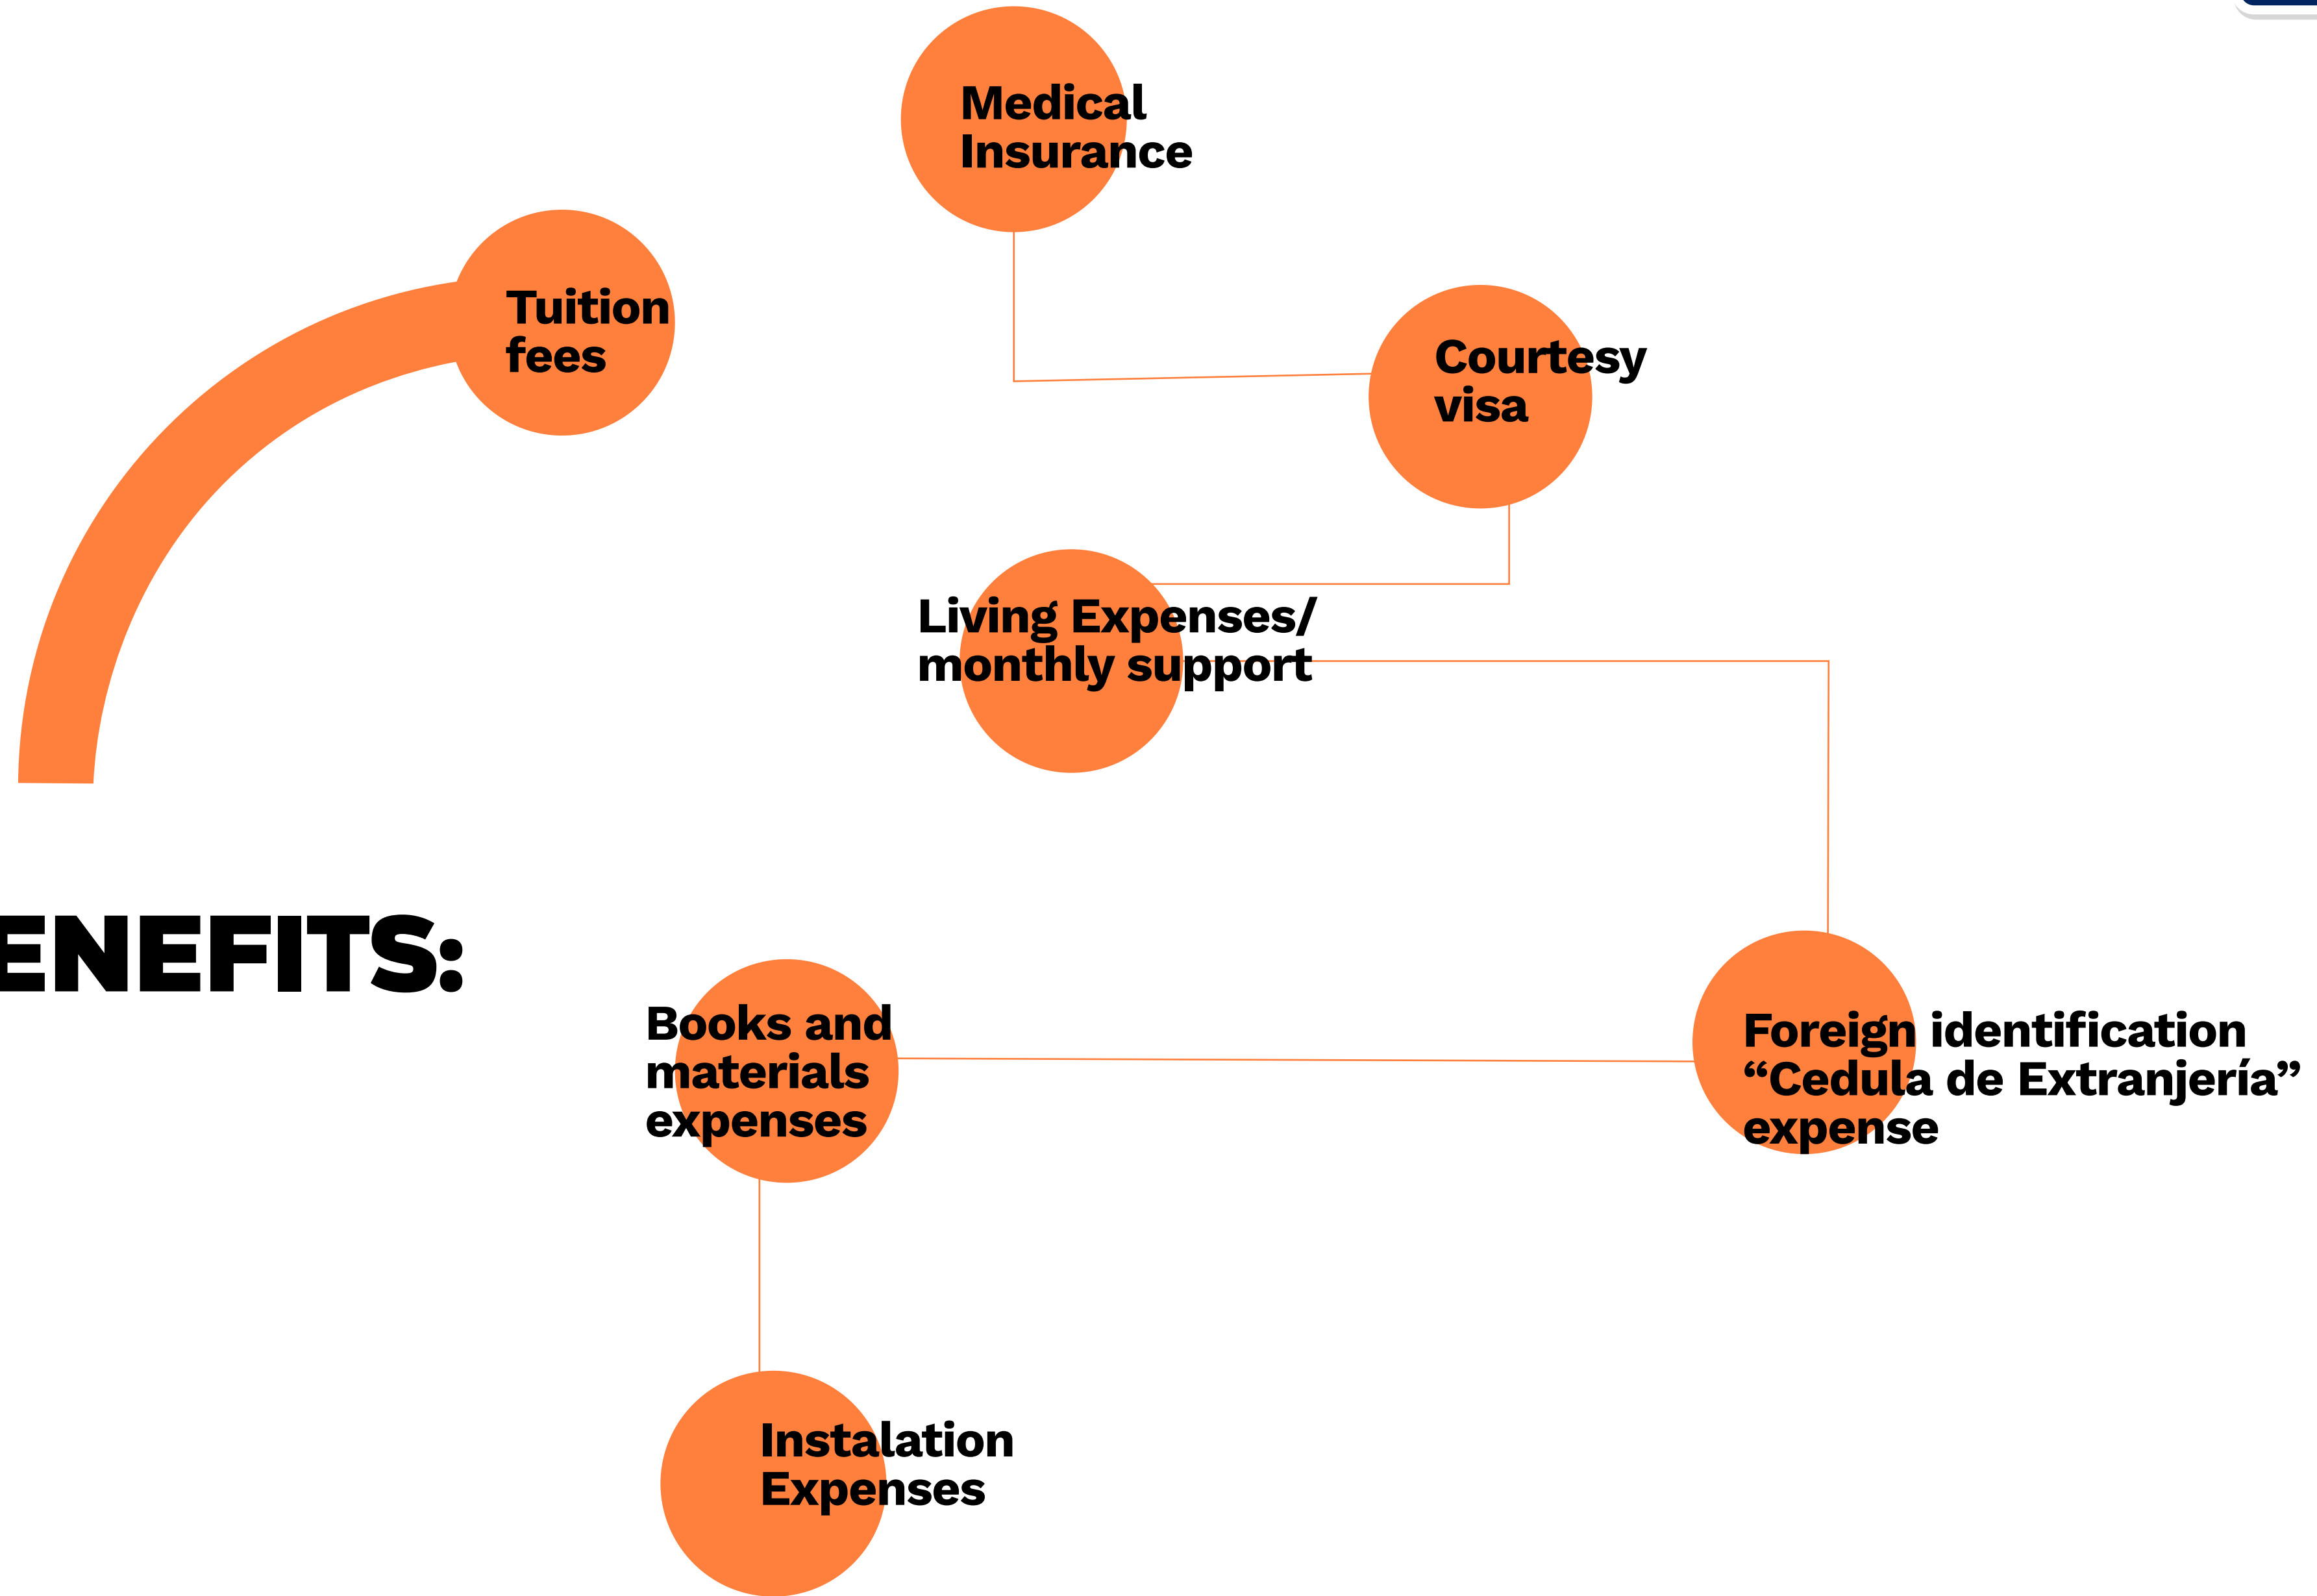 Medical
Insurance
Tuition
fees
Courtesy
visa
Living Expenses/
monthly support
ENEFITS:
Books and
materials
expenses
Foreign identification
“Cedula de Extranjería”
expense
Instalation
Expenses